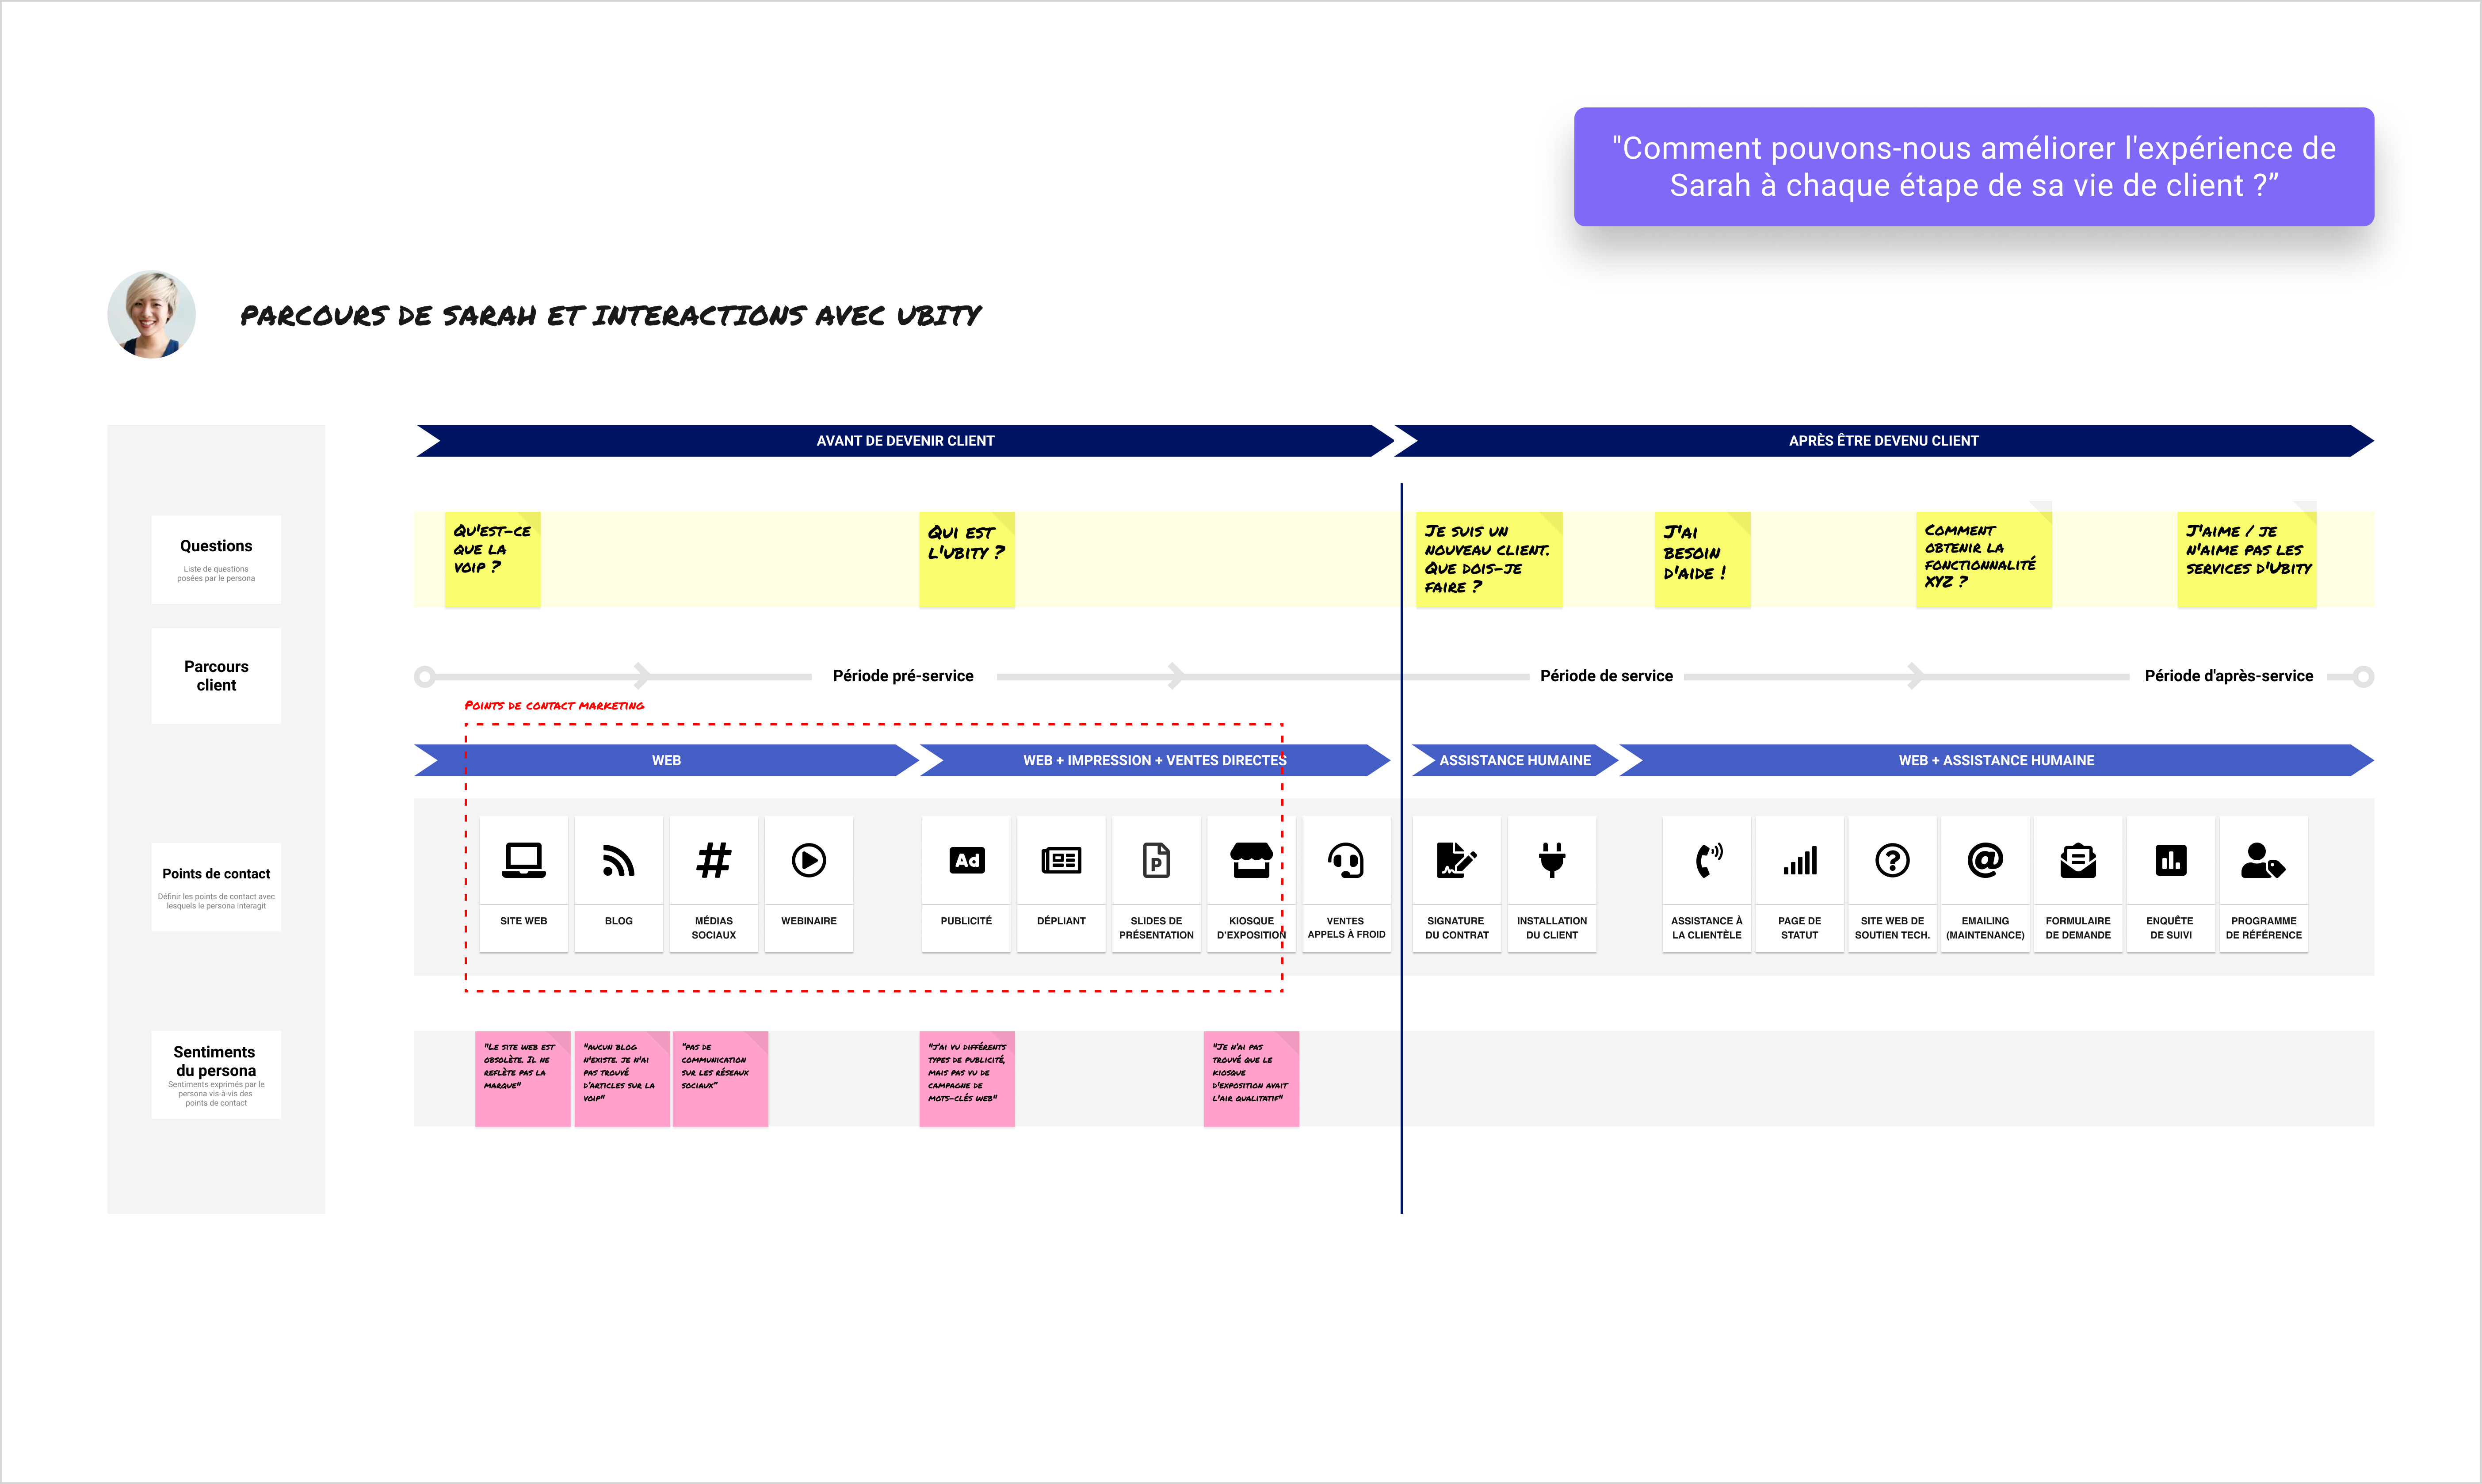 "Comment pouvons-nous améliorer l'expérience de
Sarah à chaque étape de sa vie de client ?”
PARCOURS DE SARAH ET INTERACTIONS AVEC UBITY
AVANT DE DEVENIR CLIENT
APRÈS ÊTRE DEVENU CLIENT
Questions
Liste de questions
posées par le persona
QU'EST-CE
QUE LA
VOIP ?
QUI EST
L'UBITY ?
JE SUIS UN
NOUVEAU CLIENT.
QUE DOIS-JE
FAIRE ?
J'AI
BESOIN
D'AIDE !
COMMENT
OBTENIR LA
FONCTIONNALITÉ
XYZ ?
J'AIME / JE
N'AIME PAS LES
SERVICES D'UBITY
Parcours
client
Période pré-service
Période de service
Période d'après-service
POINTS DE CONTACT MARKETING
WEB
WEB + IMPRESSION + VENTES DIRECTES
ASSISTANCE HUMAINE
WEB + ASSISTANCE HUMAINE
Points de contact
Définir les points de contact avec
lesquels le persona interagit
SITE WEB
BLOG
MÉDIAS
SOCIAUX
WEBINAIRE
Ad
PUBLICITÉ
DÉPLIANT
P
SLIDES DE
PRÉSENTATION
KIOSQUE
D'EXPOSITION
VENTES
APPELS À FROID
SIGNATURE
DU CONTRAT
INSTALLATION
DU CLIENT
ASSISTANCE À
LA CLIENTÈLE
PAGE DE
STATUT
SITE WEB DE
SOUTIEN TECH.
EMAILING
(MAINTENANCE)
FORMULAIRE
DE DEMANDE
ENQUÊTE
DE SUIVI
PROGRAMME
DE RÉFÉRENCE
Sentiments
du persona
Sentiments exprimés par le
persona vis-à-vis des
points de contact
"LE SITE WEB EST
OBSOLÈTE. IL NE
REFLÈTE PAS LA
MARQUE"
"AUCUN BLOG
N'EXISTE. JE N'AI
PAS TROUVÉ
D'ARTICLES SUR LA
VOIP"
"PAS DE
COMMUNICATION
SUR LES RÉSEAUX
SOCIAUX"
"J'AI VU DIFFÉRENTS
TYPES DE PUBLICITÉ,
MAIS PAS VU DE
CAMPAGNE DE
MOTS-CLÉS WEB"
"JE N'AI PAS
TROUVÉ QUE LE
KIOSQUE
D'EXPOSITION AVAIT
L'AIR QUALITATIF"